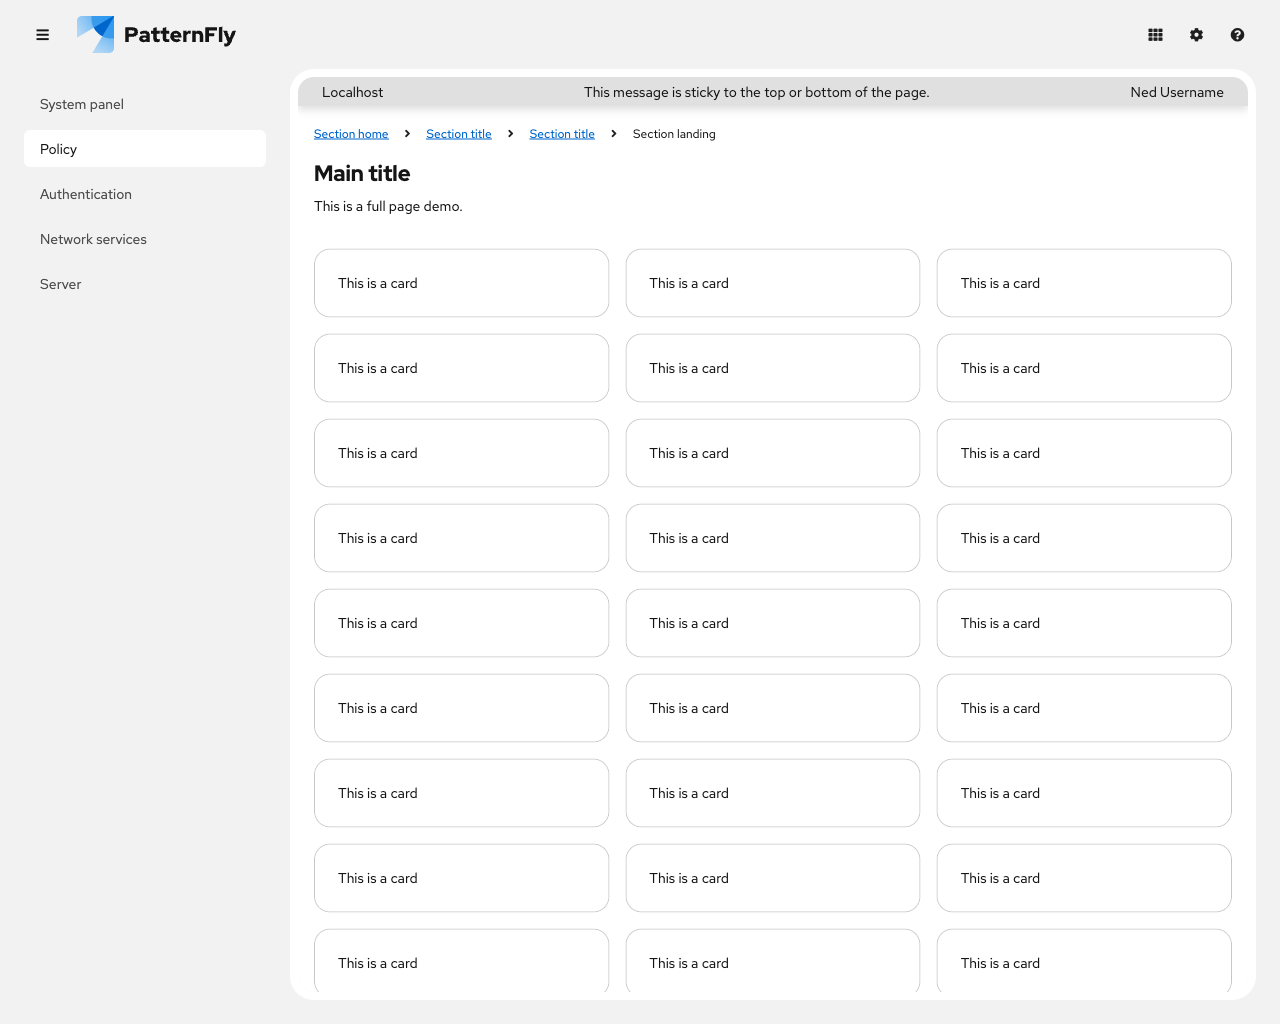 PatternFly
System panel
Policy
Authentication
Network services
Server
Localhost This message is sticky to the top or bottom of the page. Ned Username
Section home Section title Section title Section landing
Main title
This is a full page demo.
This is a card This is a card This is a card
This is a card This is a card This is a card
This is a card This is a card This is a card
This is a card This is a card This is a card
This is a card This is a card This is a card
This is a card This is a card This is a card
This is a card This is a card This is a card
This is a card This is a card This is a card
This is a card This is a card This is a card